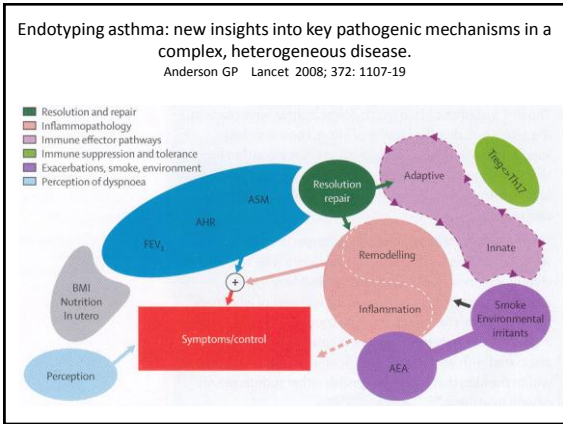 Endotyping asthma: new insights into key pathogenic mechanisms in a
complex, heterogeneous disease.
Anderson GP Lancet 2008; 372: 1107-19
Resolution and repair
Inflammopathology
Immune effector pathways
Immune suppression and tolerance
Exacerbations, smoke, environment
Perception of dyspnoea
Treg<>Th17
Adaptive
Resolution
repair
ASM
AHR
FEV₁
Remodelling
Innate
+
BMI
Nutrition
In utero
Inflammation
Smoke
Environmental
irritants
Symptoms/control
AEA
Perception